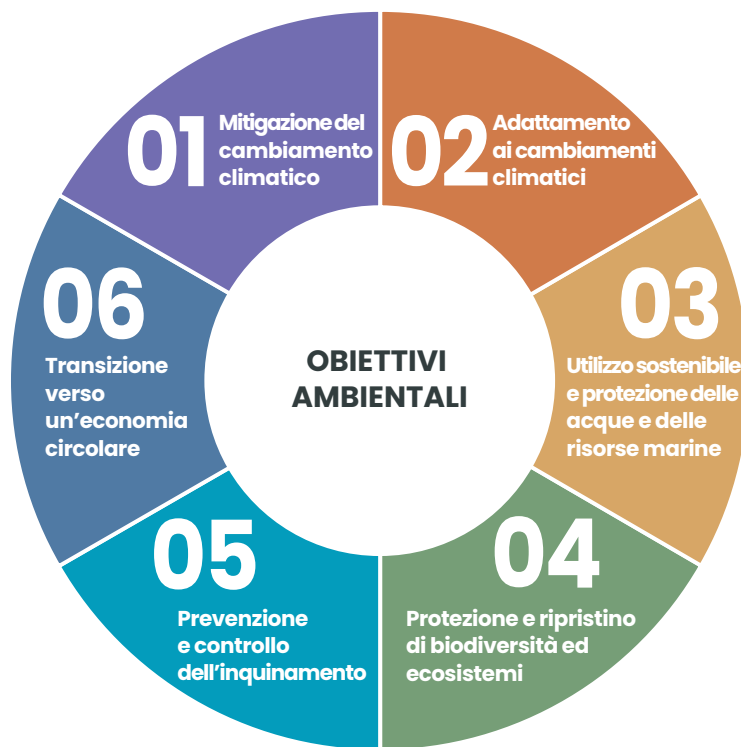 OBIETTIVI
AMBIENTALI
01
Mitigazione del
cambiamento
climatico
02
Adattamento
ai cambiamenti
climatici
03
Utilizzo sostenibile
e protezione delle
acque e delle
risorse marine
04
Protezione e ripristino
di biodiversità ed
ecosistemi
05
Prevenzione
e controllo
dell’inquinamento
06
Transizione
verso
un’economia
circolare